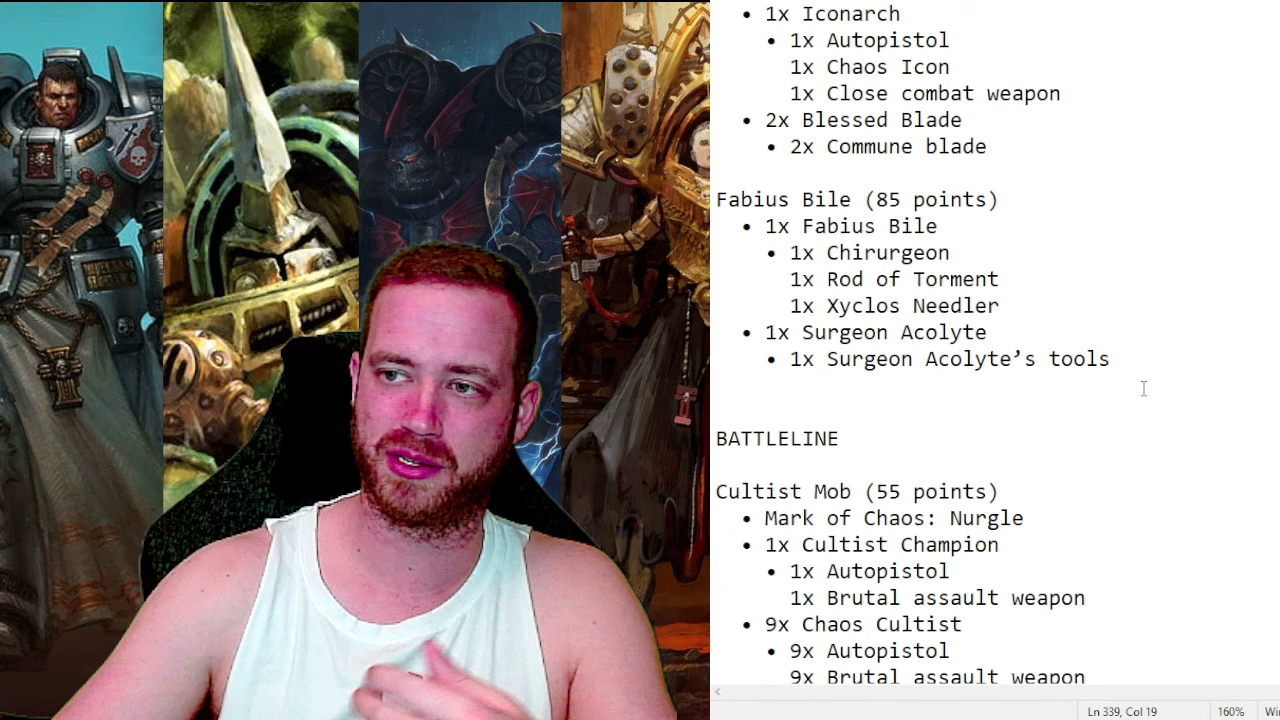 • 1x Iconarch
• 1x Autopistol
1x Chaos Icon
1x Close combat weapon
• 2x Blessed Blade
• 2x Commune blade
Fabius Bile (85 points)
• 1x Fabius Bile
• 1x Chirurgeon
1x Rod of Torment
1x Xyclos Needler
• 1x Surgeon Acolyte
• 1x Surgeon Acolyte’s tools
BATTLELINE
Cultist Mob (55 points)
• Mark of Chaos: Nurgle
• 1x Cultist Champion
• 1x Autopistol
1x Brutal assault weapon
• 9x Chaos Cultist
• 9x Autopistol
9x Brutal assault weapon
Ln 339, Col 19
160%